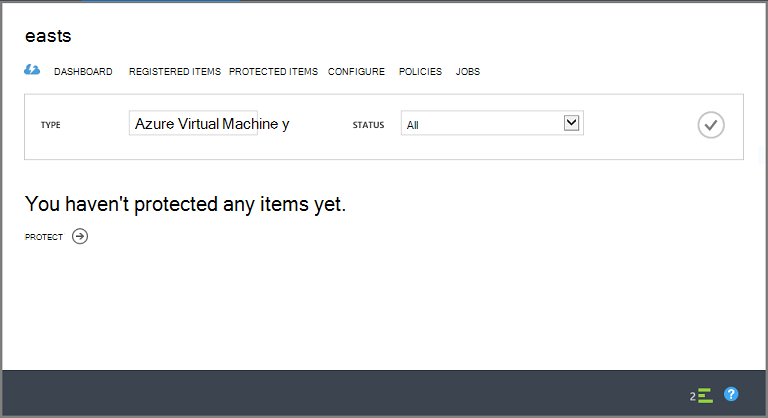 easts
DASHBOARD REGISTERED ITEMS PROTECTED ITEMS CONFIGURE POLICIES JOBS
TYPE Azure Virtual Machine y STATUS All
You haven't protected any items yet.
PROTECT
2 ?